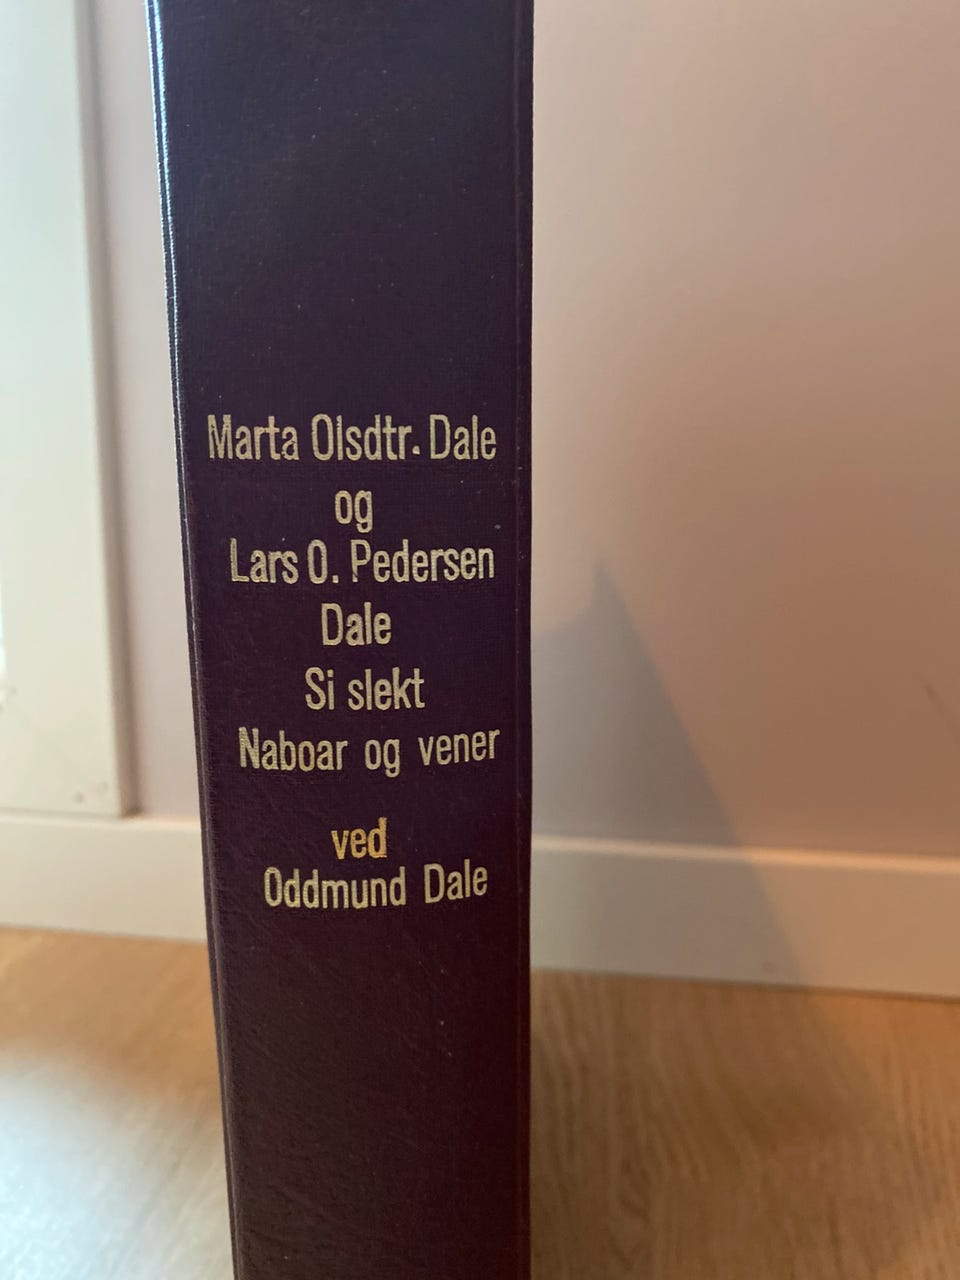 Marta Olsdtr. Dale
og
Lars O. Pedersen
Dale
Si slekt
Naboar og vener
ved
Oddmund Dale